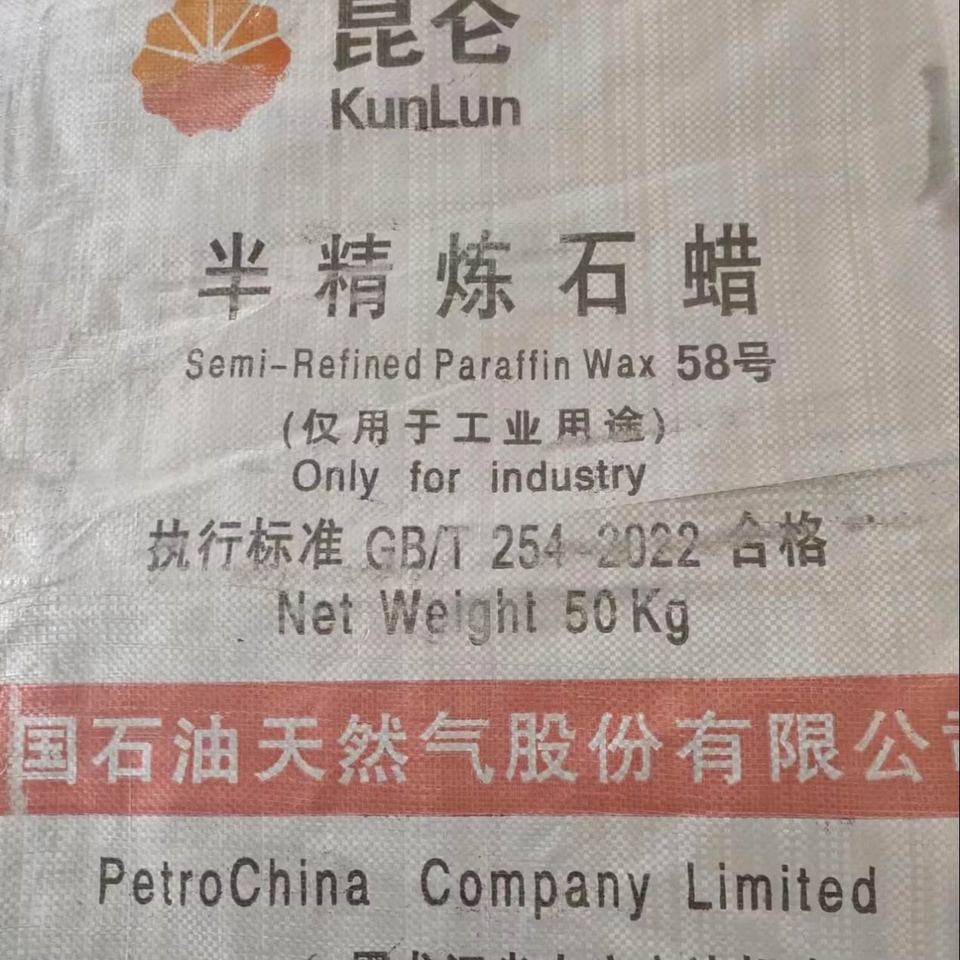 昆仑
KunLun
半精炼石蜡
Semi-Refined Paraffin Wax 58号
(仅用于工业用途)
Only for industry
执行标准 GB/T 254-2022 合格
Net Weight 50Kg
国石油天然气股份有限公司
PetroChina Company Limited